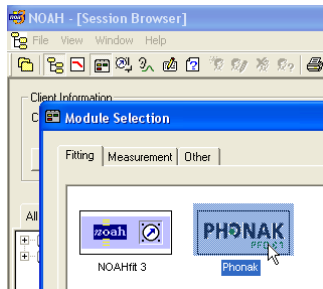 NOAH - [Session Browser]
File View Window Help
Client Information
C
Module Selection
Fitting Measurement Other
All
noah PHONAK
NOAHfit 3 Phonak